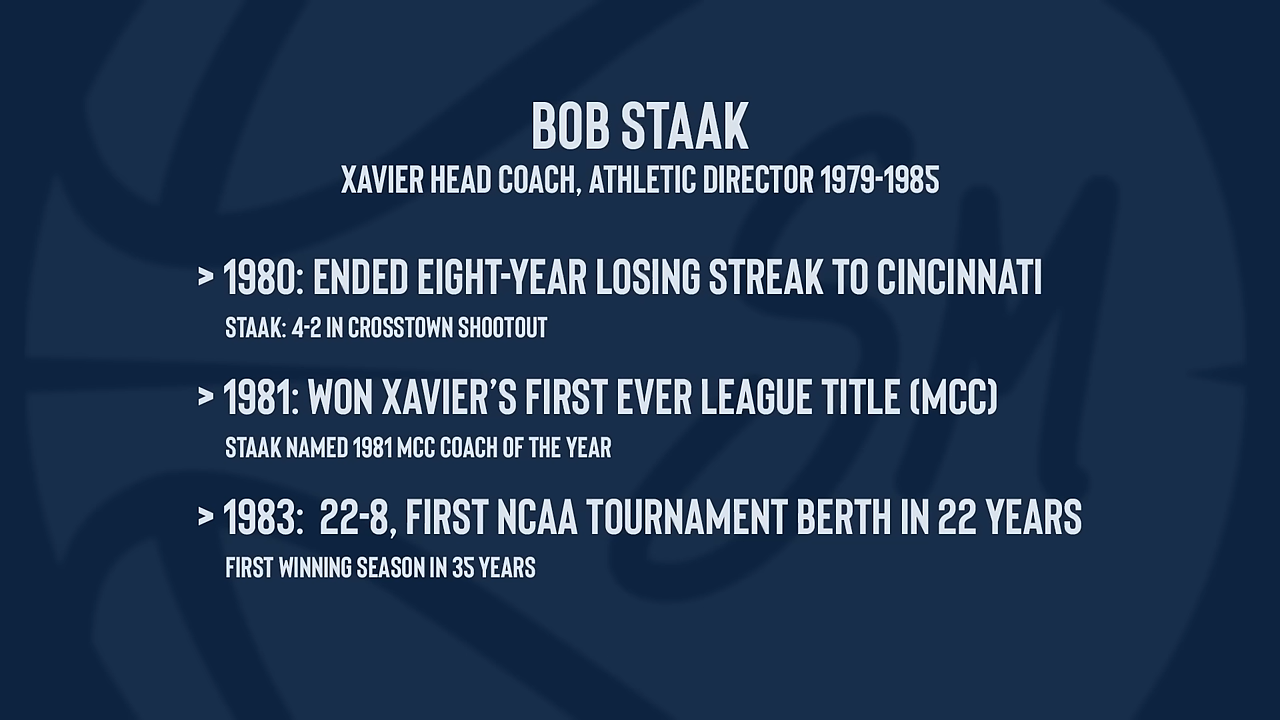 BOB STAAK
XAVIER HEAD COACH, ATHLETIC DIRECTOR 1979-1985
> 1980: ENDED EIGHT-YEAR LOSING STREAK TO CINCINNATI
STAAK: 4-2 IN CROSSTOWN SHOOTOUT
> 1981: WON XAVIER'S FIRST EVER LEAGUE TITLE (MCC)
STAAK NAMED 1981 MCC COACH OF THE YEAR
> 1983:  22-8, FIRST NCAA TOURNAMENT BERTH IN 22 YEARS
FIRST WINNING SEASON IN 35 YEARS
SM